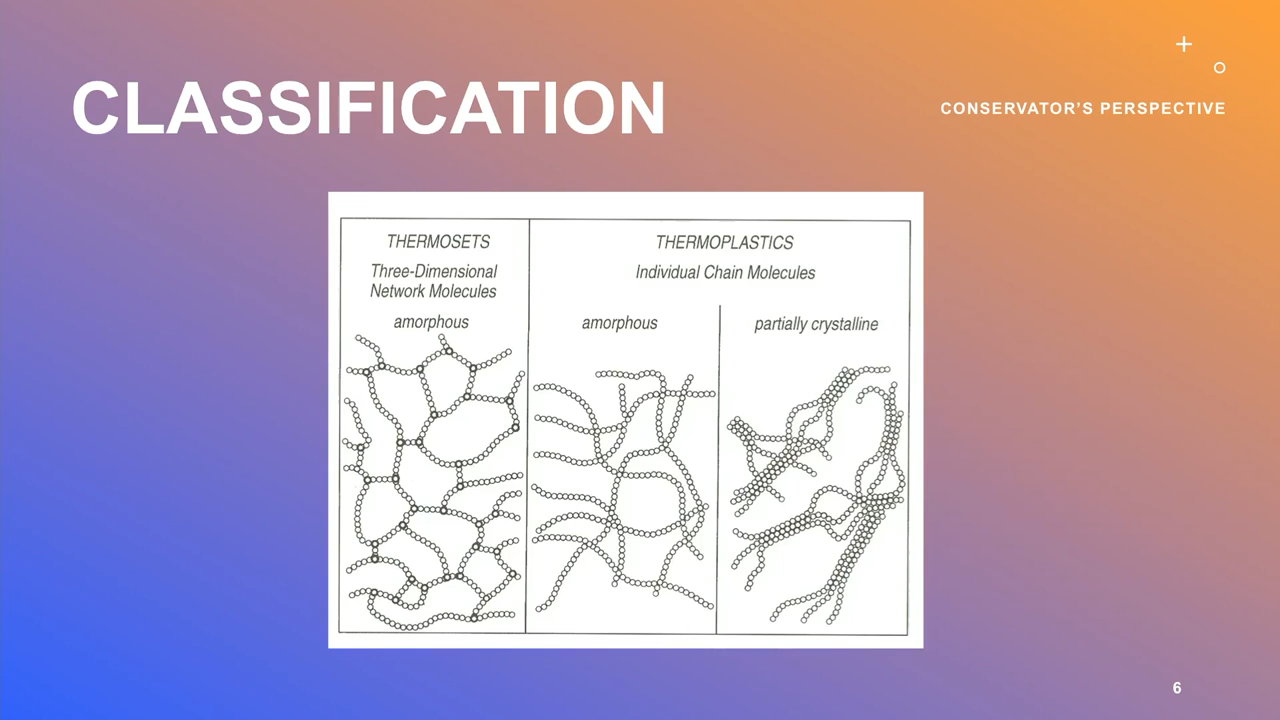 CLASSIFICATION
CONSERVATOR’S PERSPECTIVE
THERMOSETS
Three-Dimensional
Network Molecules
amorphous
THERMOPLASTICS
Individual Chain Molecules
amorphous
partially crystalline
6